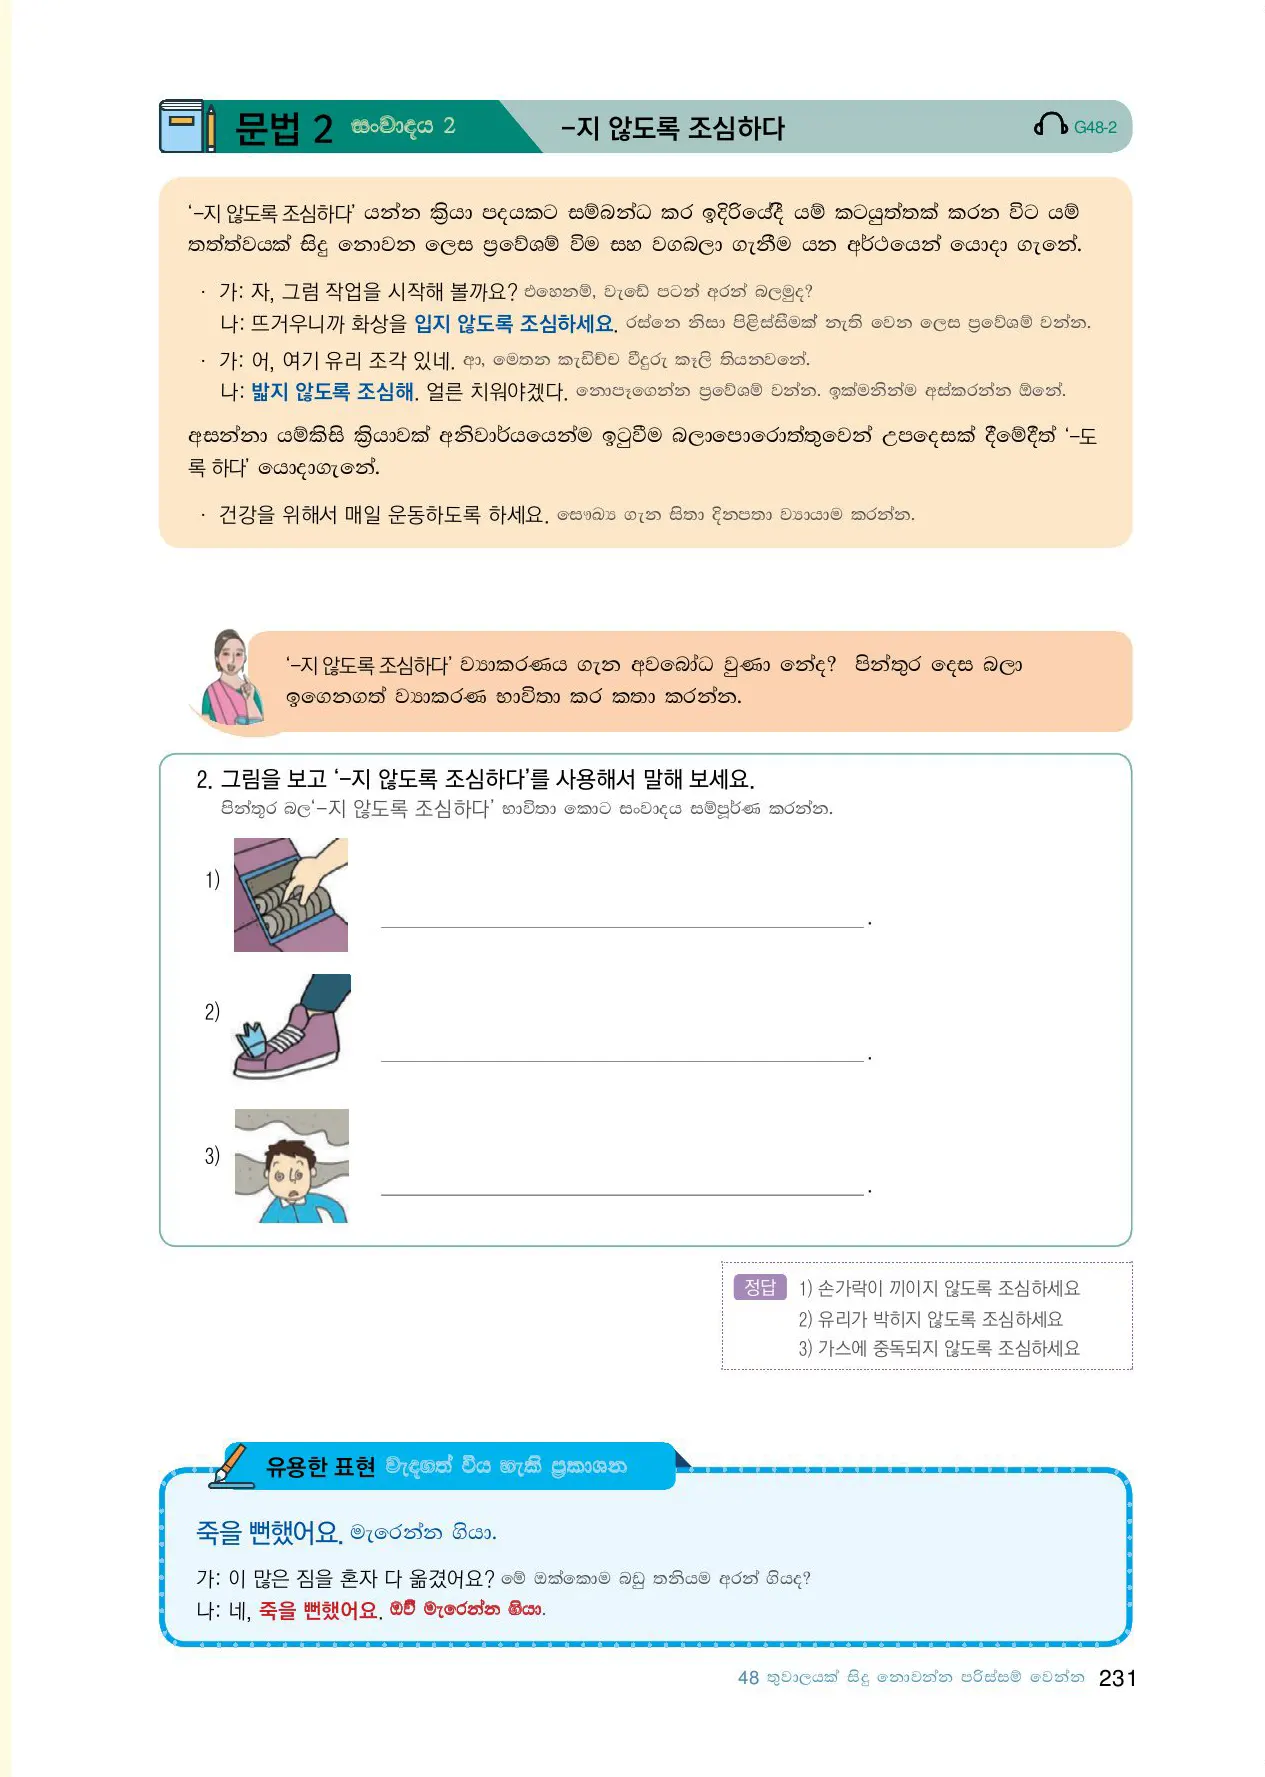 문법 2 සංවාදය 2 -지 않도록 조심하다 G48-2
‘-지 않도록 조심하다’ යන්න ක්‍රියා පදයකට සම්බන්ධ කර ඉදිරියේදී යම් කටයුත්තක් කරන විට යම්
තත්ත්වයක් සිදු නොවන ලෙස ප්‍රවේශම් විම සහ වගබලා ගැනීම යන අර්ථයෙන් යොදා ගැනේ.
· 가: 자, 그럼 작업을 시작해 볼까요? එහෙනම්, වැඩේ පටන් අරන් බලමුද?
나: 뜨거우니까 화상을 입지 않도록 조심하세요. රස්නෙ නිසා පිළිස්සීමක් නැති වෙන ලෙස ප්‍රවේශම් වන්න.
· 가: 어, 여기 유리 조각 있네. ආ, මෙතන කැඩිච්ච වීදුරු කෑලි තියනවනේ.
나: 밟지 않도록 조심해. 얼른 치워야겠다. නොපෑගෙන්න ප්‍රවේශම් වන්න. ඉක්මනින්ම අස්කරන්න ඕනේ.
අසන්නා යම්කිසි ක්‍රියාවක් අනිවාර්යයෙන්ම ඉටුවීම බලාපොරොත්තුවෙන් උපදෙසක් දීමේදීත් ‘-도
록 하다’ යොදාගැනේ.
· 건강을 위해서 매일 운동하도록 하세요. සෞඛ්‍ය ගැන සිතා දිනපතා ව්‍යායාම කරන්න.
‘-지 않도록 조심하다’ ව්‍යාකරණය ගැන අවබෝධ වුණා නේද? පින්තුර දෙස බලා
ඉගෙනගත් ව්‍යාකරණ භාවිතා කර කතා කරන්න.
2. 그림을 보고 ‘-지 않도록 조심하다’를 사용해서 말해 보세요.
පින්තූර බල‘-지 않도록 조심하다’ භාවිතා කොට සංවාදය සම්පූර්ණ කරන්න.
1) .
2) .
3) .
정답 1) 손가락이 끼이지 않도록 조심하세요
2) 유리가 박히지 않도록 조심하세요
3) 가스에 중독되지 않도록 조심하세요
유용한 표현 වැදගත් විය හැකි ප්‍රකාශන
죽을 뻔했어요. මැරෙන්න ගියා.
가: 이 많은 짐을 혼자 다 옮겼어요? මේ ඔක්කොම බඩු තනියම අරන් ගියද?
나: 네, 죽을 뻔했어요. ඔව් මැරෙන්න ගියා.
48 තුවාලයක් සිදු නොවන්න පරිස්සම් වෙන්න 231